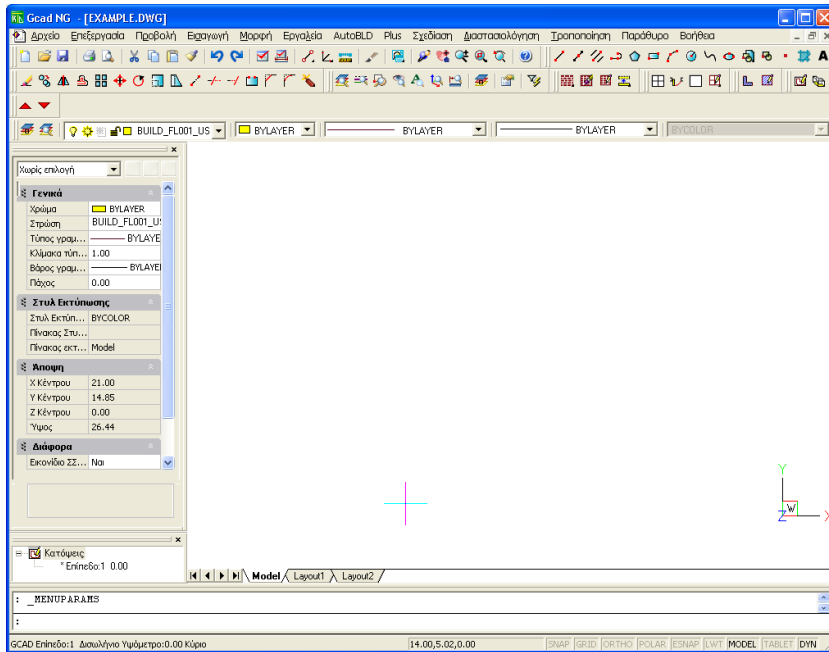 Gcad NG - [EXAMPLE.DWG]
Αρχείο Επεξεργασία Προβολή Εισαγωγή Μορφή Εργαλεία AutoBLD Plus Σχεδίαση Διαστασιολόγηση Τροποποίηση Παράθυρο Βοήθεια
BUILD_FL001_US BYLAYER BYLAYER BYLAYER BYCOLOR
Χωρίς επιλογή
Γενικά
Χρώμα BYLAYER
Στρώση BUILD_FL001_U
Τύπος γραμ... BYLAYE
Κλίμακα τύπ... 1.00
Βάρος γραμ... BYLAYE
Πάχος 0.00
Στυλ Εκτύπωσης
Στυλ Εκτύπ... BYCOLOR
Πίνακας Στυ...
Πίνακας εκτ... Model
Άποψη
Χ Κέντρου 21.00
Υ Κέντρου 14.85
Ζ Κέντρου 0.00
Ύψος 26.44
Διάφορα
Εικονίδιο ΣΣ... Ναι
Y
W
Z X
Κατόψεις
* Επίπεδο:1 0.00
Model Layout1 Layout2
: _MENUPARAMS
:
GCAD Επίπεδο:1 Δισωλήνιο Υψόμετρο:0.00 Κύριο 14.00,5.02,0.00 SNAP GRID ORTHO POLAR ESNAP LWT MODEL TABLET DYN